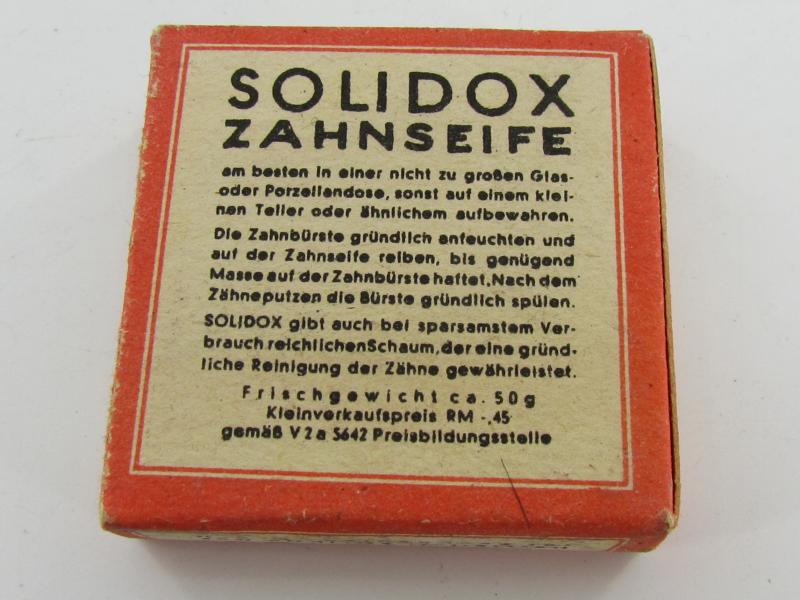 SOLIDOX
ZAHNSEIFE
am besten in einer nicht zu großen Glas-
oder Porzellandose, sonst auf einem klei-
nen Teller oder ähnlichem aufbewahren.
Die Zahnbürste gründlich anfeuchten und
auf der Zahnseife reiben, bis genügend
Masse auf der Zahnbürste haftet. Nach dem
Zähneputzen die Bürste gründlich spülen.
SOLIDOX gibt auch bei sparsamstem Ver-
brauch reichlichen Schaum, der eine gründ-
liche Reinigung der Zähne gewährleistet.
Frischgewicht ca. 50g
Kleinverkaufspreis RM -.45
gemäß V2a 5642 Preisbildungsstelle